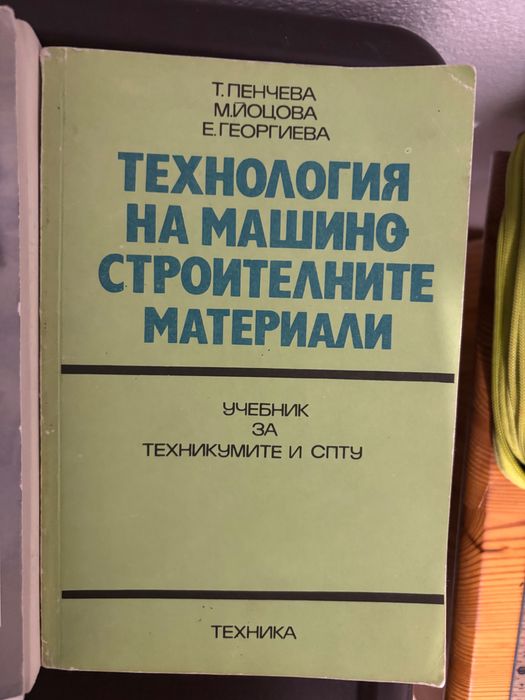 Т. ПЕНЧЕВА
М. ЙОЦОВА
Е. ГЕОРГИЕВА
ТЕХНОЛОГИЯ
НА МАШИНО-
СТРОИТЕЛНИТЕ
МАТЕРИАЛИ
УЧЕБНИК
ЗА
ТЕХНИКУМИТЕ И СПТУ
ТЕХНИКА